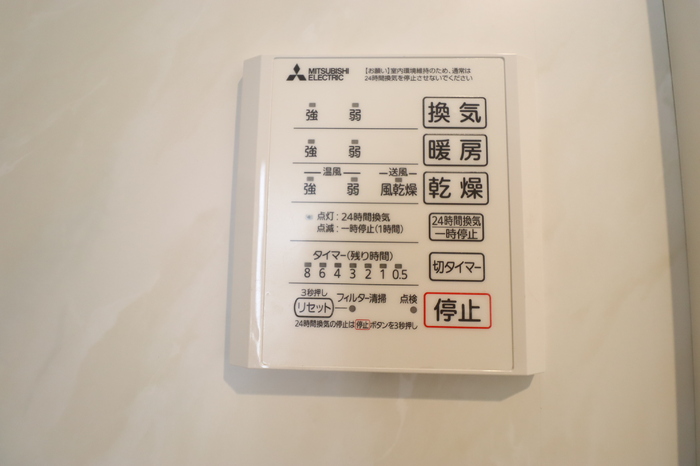 MITSUBISHI
ELECTRIC
【お願い】室内環境維持のため、通常は
24時間換気を停止させないでください
強 弱 換気
強 弱 暖房
温風 送風
強 弱 風乾燥 乾燥
点灯：24時間換気
点滅：一時停止(1時間)
24時間換気
一時停止
タイマー(残り時間)
8 6 4 3 2 1 0.5
切タイマー
3秒押し
リセット フィルター清掃 点検
停止
24時間換気の停止は停止ボタンを3秒押し